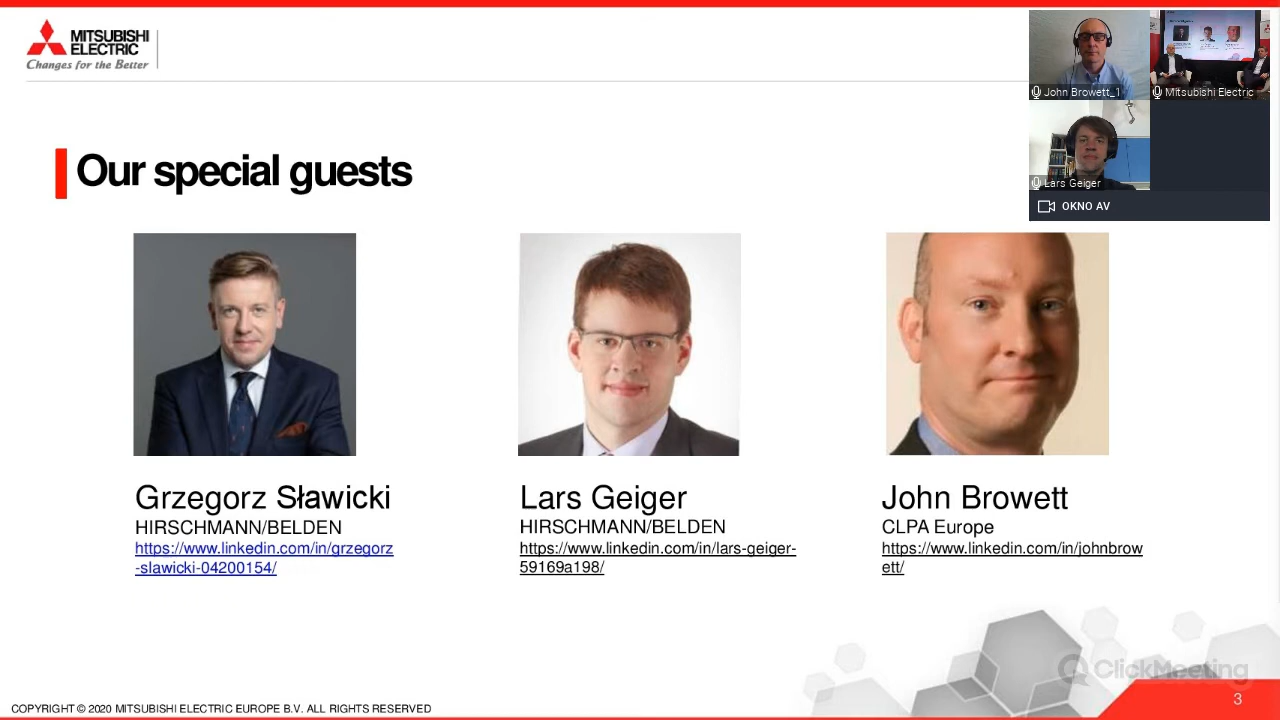 MITSUBISHI
ELECTRIC
Changes for the Better
John Browett_1
Mitsubishi Electric
Lars Geiger
OKNO AV
Our special guests
Grzegorz Sławicki
HIRSCHMANN/BELDEN
https://www.linkedin.com/in/grzegorz
-slawicki-04200154/
Lars Geiger
HIRSCHMANN/BELDEN
https://www.linkedin.com/in/lars-geiger-
59169a198/
John Browett
CLPA Europe
https://www.linkedin.com/in/johnbrow
ett/
ClickMeeting
COPYRIGHT © 2020 MITSUBISHI ELECTRIC EUROPE B.V. ALL RIGHTS RESERVED
3